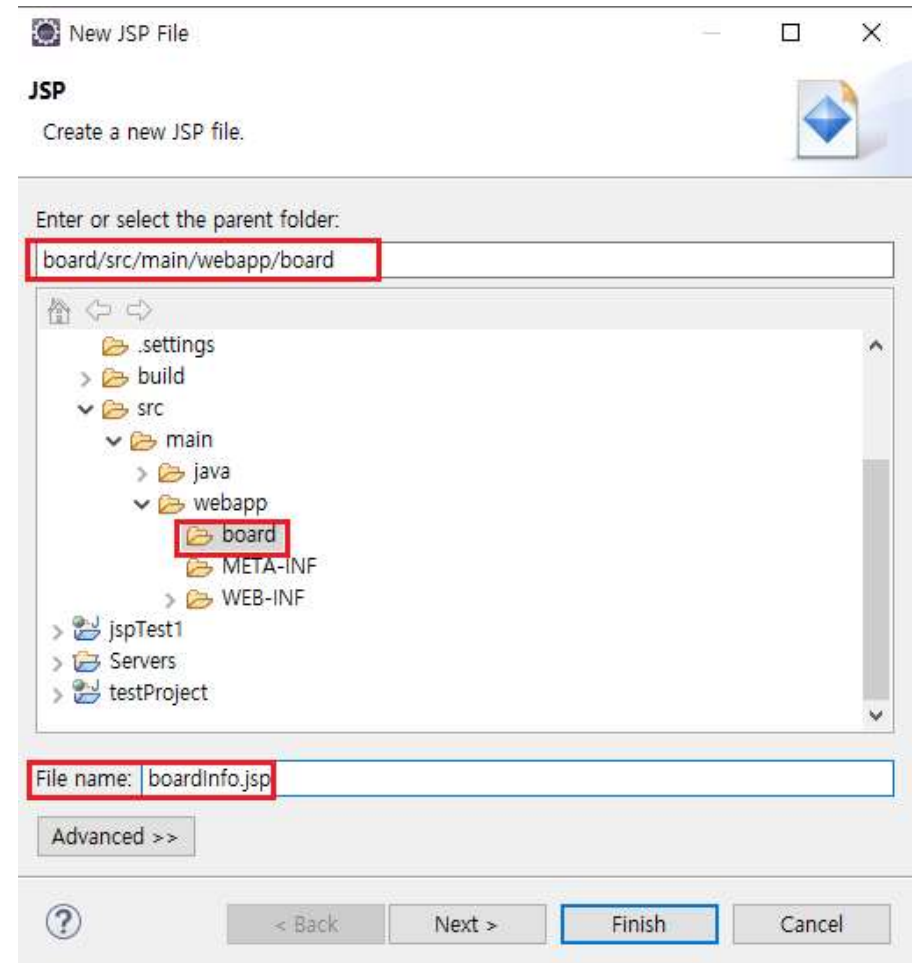 New JSP File
JSP
Create a new JSP file.
Enter or select the parent folder:
board/src/main/webapp/board
.settings
build
src
main
java
webapp
board
META-INF
WEB-INF
jspTest1
Servers
testProject
File name: boardInfo.jsp
Advanced >>
? < Back Next > Finish Cancel